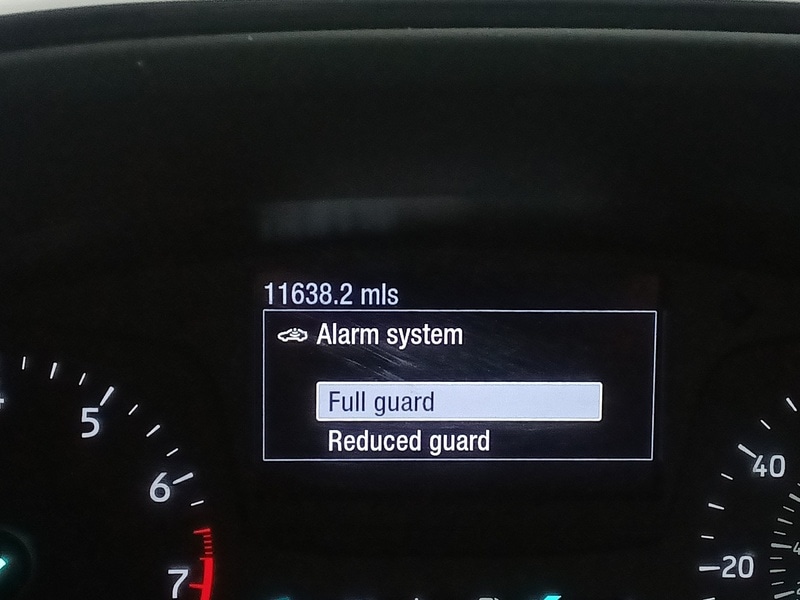 11638.2 mls
Alarm system
Full guard
Reduced guard
5
6
7
40
20